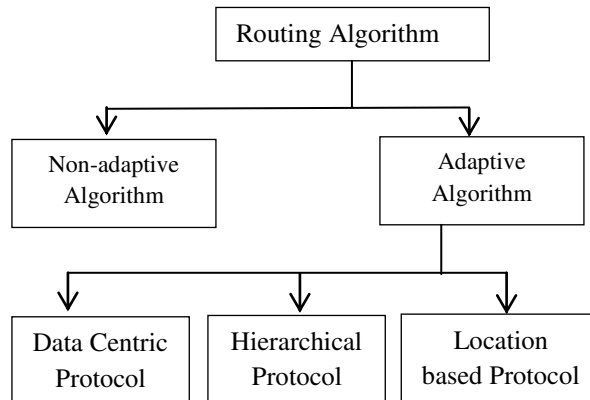 Routing Algorithm
Non-adaptive
Algorithm
Adaptive
Algorithm
Data Centric
Protocol
Hierarchical
Protocol
Location
based Protocol